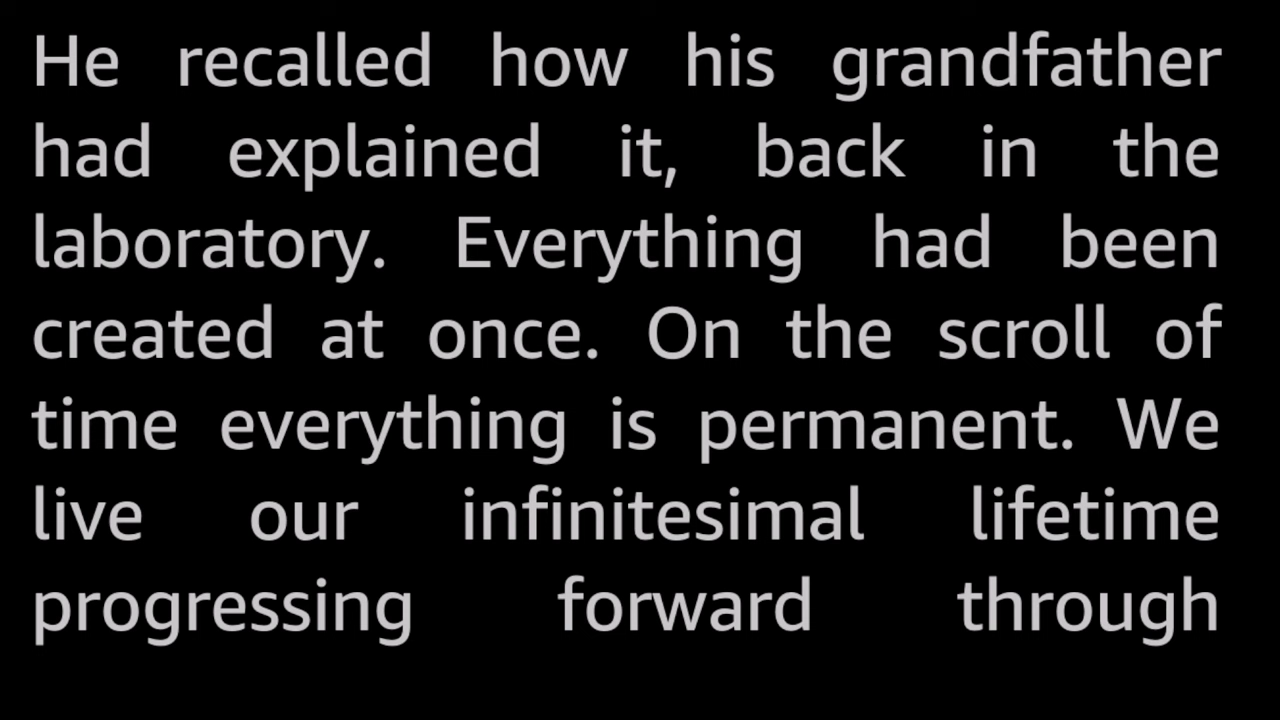 He recalled how his grandfather
had explained it, back in the
laboratory. Everything had been
created at once. On the scroll of
time everything is permanent. We
live our infinitesimal lifetime
progressing forward through